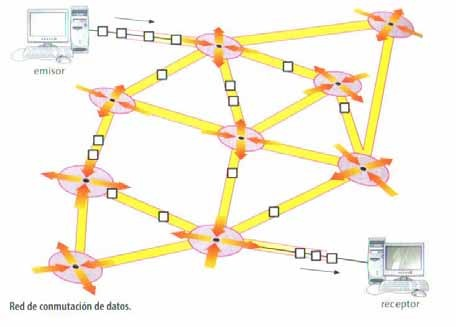 emisor
receptor
Red de conmutación de datos.